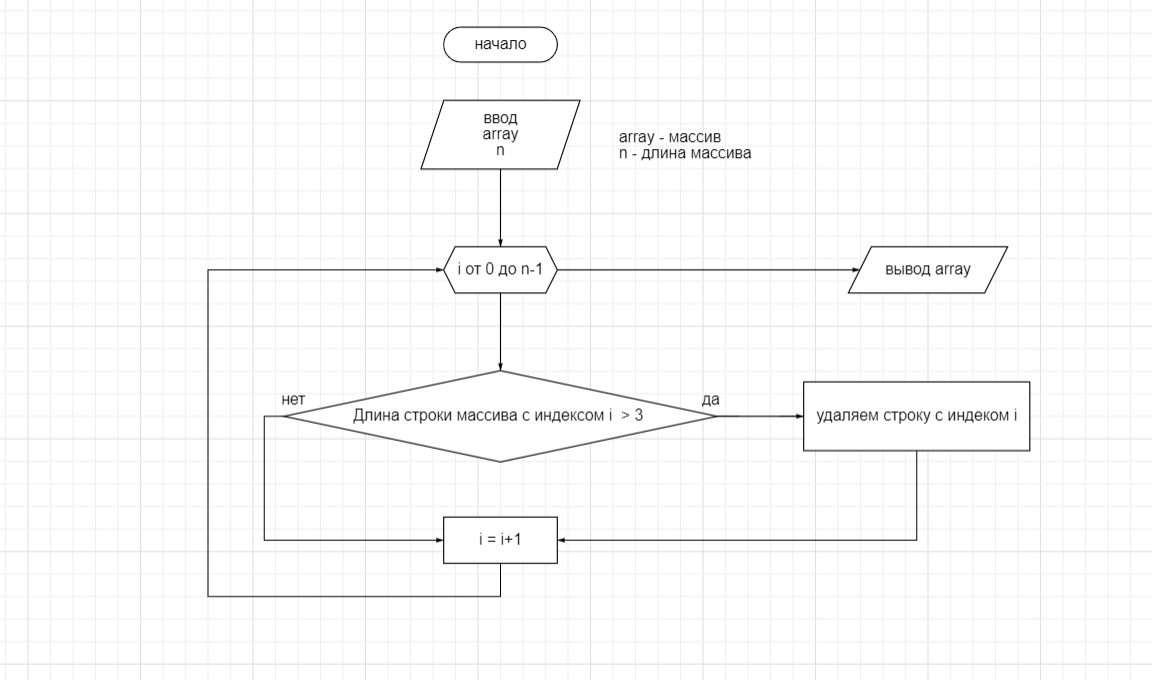 начало
ввод
array
n
array - массив
n - длина массива
i от 0 до n-1
вывод array
нет
да
Длина строки массива с индексом i > 3
удаляем строку с индеком i
i = i+1